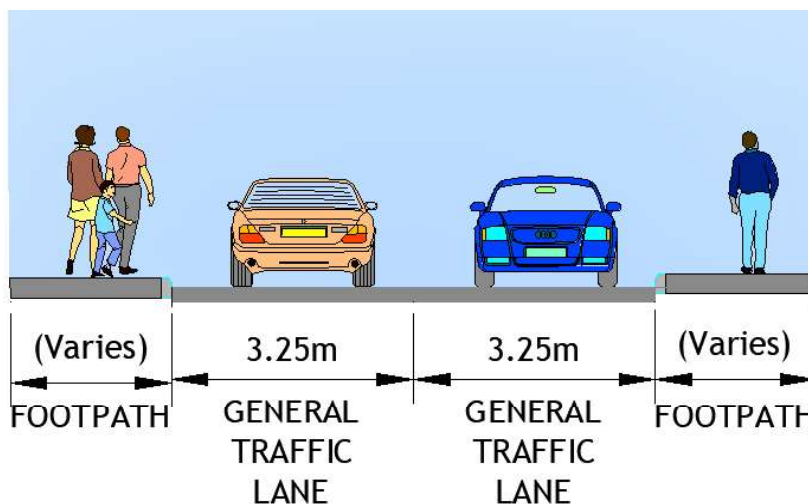 (Varies) 3.25m 3.25m (Varies)
FOOTPATH GENERAL TRAFFIC LANE GENERAL TRAFFIC LANE FOOTPATH